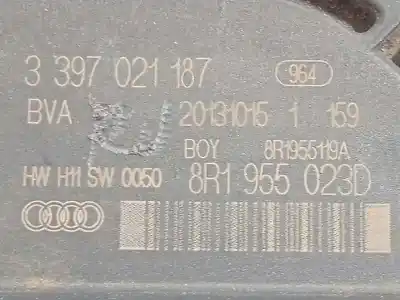 3 397 021 187 964
BVA 20131015 1 159
BOY 8R1955119A
HW H11 SW 0050 8R1 955 023D